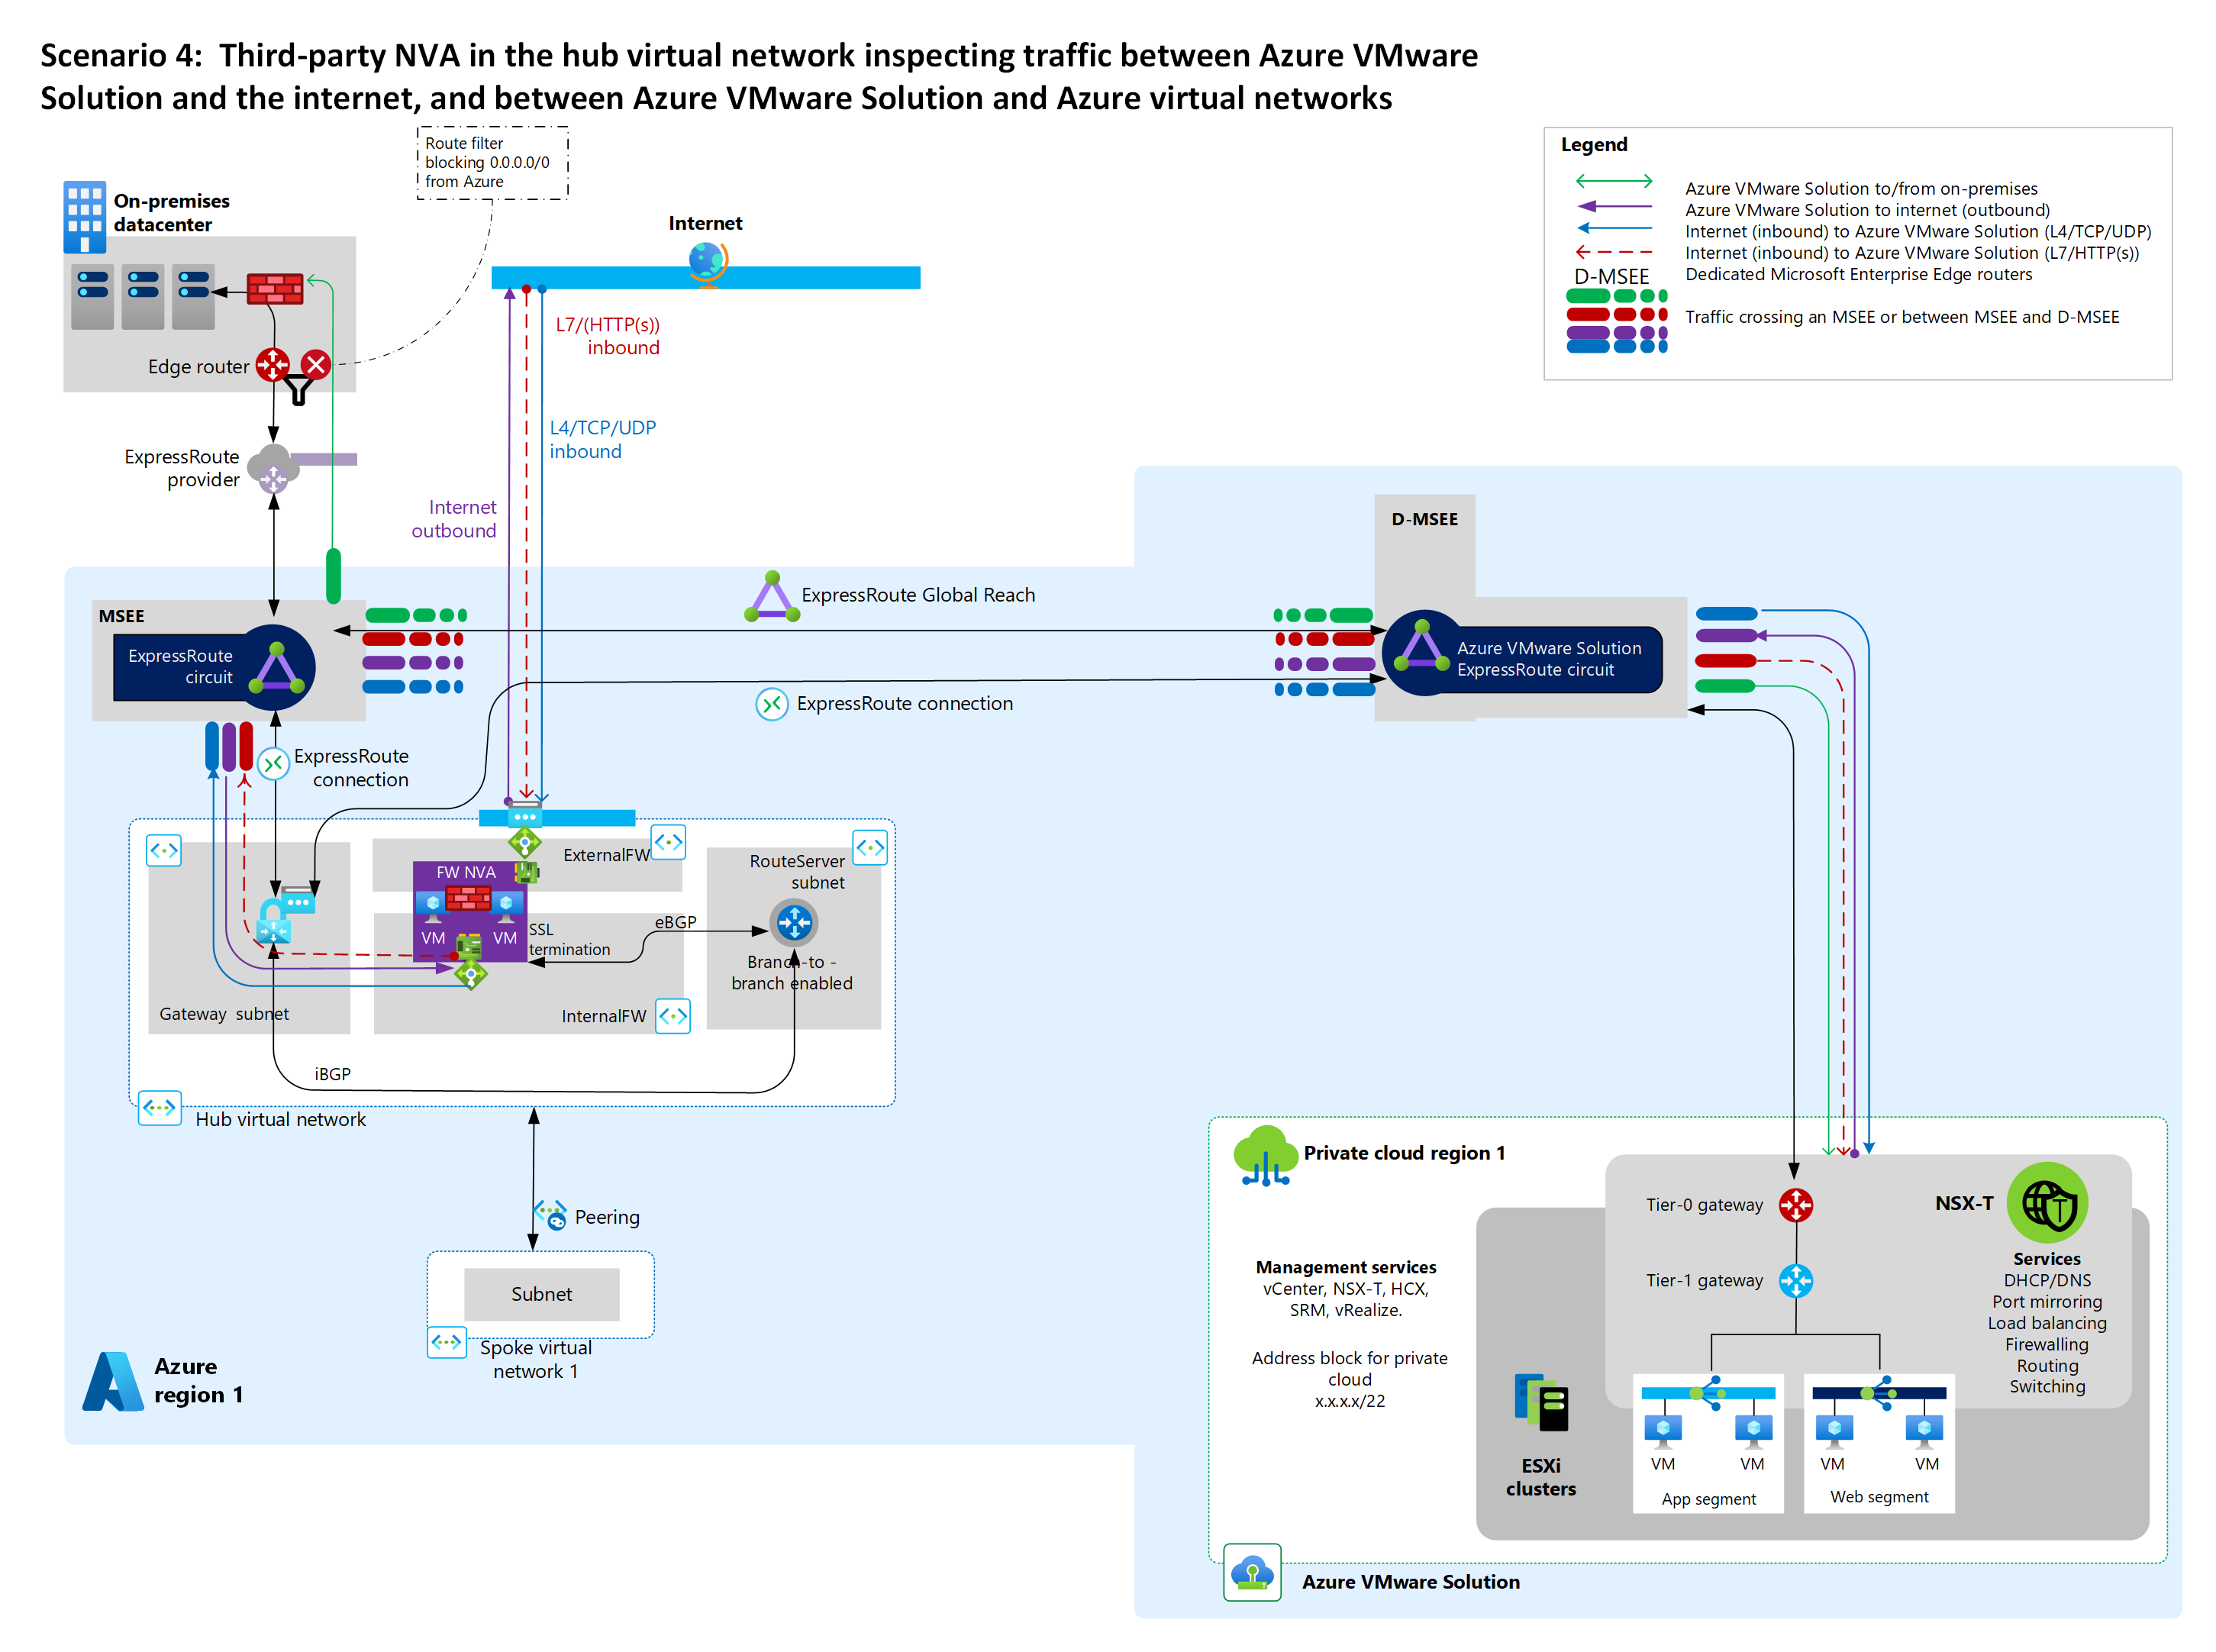 Scenario 4: Third-party NVA in the hub virtual network inspecting traffic between Azure VMware
Solution and the internet, and between Azure VMware Solution and Azure virtual networks
Route filter
blocking 0.0.0.0/0
from Azure
Legend
Azure VMware Solution to/from on-premises
Azure VMware Solution to internet (outbound)
Internet (inbound) to Azure VMware Solution (L4/TCP/UDP)
Internet (inbound) to Azure VMware Solution (L7/HTTP(s))
D-MSEE
Dedicated Microsoft Enterprise Edge routers
Traffic crossing an MSEE or between MSEE and D-MSEE
On-premises
datacenter
Internet
Edge router
L7/(HTTP(s))
inbound
L4/TCP/UDP
inbound
ExpressRoute
provider
Internet
outbound
D-MSEE
MSEE
ExpressRoute
circuit
ExpressRoute Global Reach
Azure VMware Solution
ExpressRoute circuit
ExpressRoute connection
ExpressRoute
connection
ExternalFW
FW NVA
VM
VM
SSL
termination
eBGP
RouteServer
subnet
Branch-to -
branch enabled
Gateway subnet
InternalFW
iBGP
Hub virtual network
Peering
Subnet
Spoke virtual
network 1
Azure
region 1
Private cloud region 1
Management services
vCenter, NSX-T, HCX,
SRM, vRealize.
Address block for private
cloud
x.x.x.x/22
Tier-0 gateway
Tier-1 gateway
NSX-T
T
Services
DHCP/DNS
Port mirroring
Load balancing
Firewalling
Routing
Switching
ESXi
clusters
VM
VM
App segment
VM
VM
Web segment
Azure VMware Solution